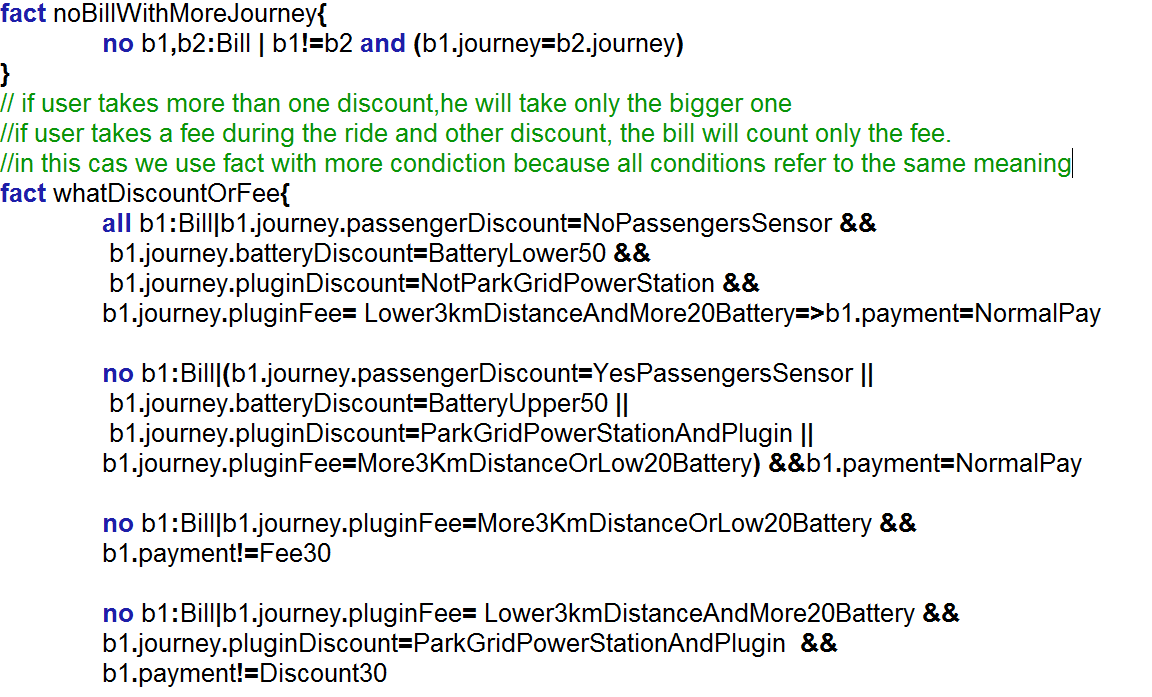 fact noBillWithMoreJourney{
no b1,b2:Bill | b1!=b2 and (b1.journey=b2.journey)
}
// if user takes more than one discount,he will take only the bigger one
//if user takes a fee during the ride and other discount, the bill will count only the fee.
//in this cas we use fact with more condiction because all conditions refer to the same meaning
fact whatDiscountOrFee{
all b1:Bill|b1.journey.passengerDiscount=NoPassengersSensor &&
b1.journey.batteryDiscount=BatteryLower50 &&
b1.journey.pluginDiscount=NotParkGridPowerStation &&
b1.journey.pluginFee= Lower3kmDistanceAndMore20Battery=>b1.payment=NormalPay
no b1:Bill|(b1.journey.passengerDiscount=YesPassengersSensor ||
b1.journey.batteryDiscount=BatteryUpper50 ||
b1.journey.pluginDiscount=ParkGridPowerStationAndPlugin ||
b1.journey.pluginFee=More3KmDistanceOrLow20Battery) &&b1.payment=NormalPay
no b1:Bill|b1.journey.pluginFee=More3KmDistanceOrLow20Battery &&
b1.payment!=Fee30
no b1:Bill|b1.journey.pluginFee= Lower3kmDistanceAndMore20Battery &&
b1.journey.pluginDiscount=ParkGridPowerStationAndPlugin  &&
b1.payment!=Discount30